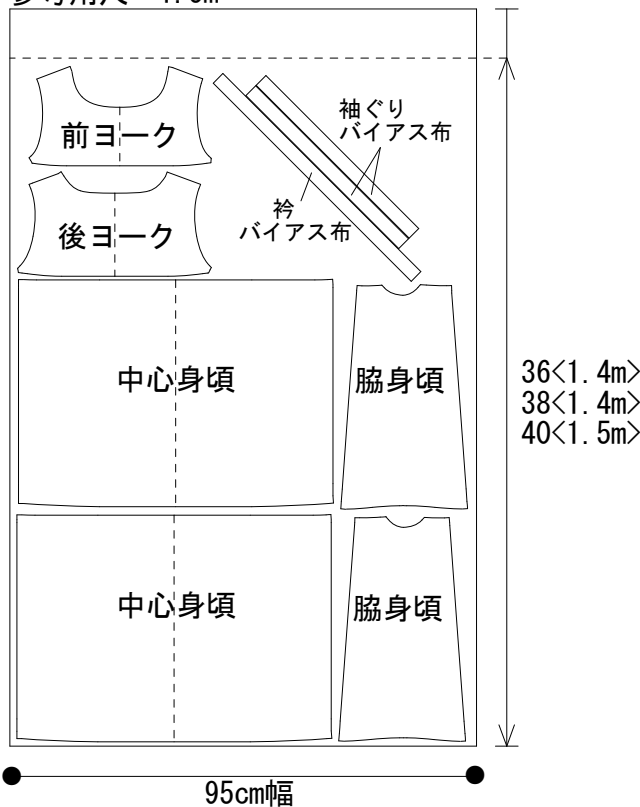 前ヨーク
袖ぐり
バイアス布
後ヨーク
衿
バイアス布
中心身頃
脇身頃
36<1.4m>
38<1.4m>
40<1.5m>
中心身頃
脇身頃
95cm幅